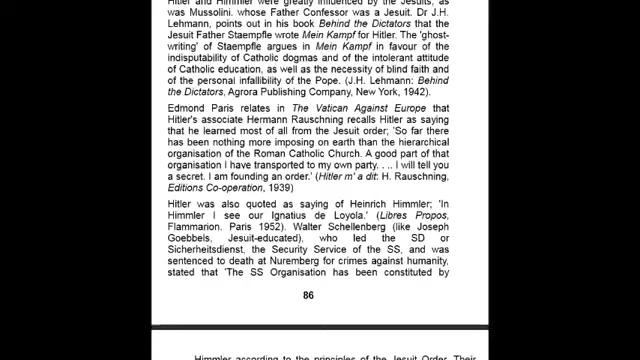 Hitler and Himmler were greatly influenced by the Jesuits, as
was Mussolini. whose Father Confessor was a Jesuit. Dr J.H.
Lehmann, points out in his book Behind the Dictators that the
Jesuit Father Staempfle wrote Mein Kampf for Hitler. The 'ghost-
writing' of Staempfle argues in Mein Kampf in favour of the
indisputability of Catholic dogmas and of the intolerant attitude
of Catholic education, as well as the necessity of blind faith and
of the personal infallibility of the Pope. (J.H. Lehmann: Behind
the Dictators, Agrora Publishing Company, New York, 1942).
Edmond Paris relates in The Vatican Against Europe that
Hitler's associate Hermann Rauschning recalls Hitler as saying
that he learned most of all from the Jesuit order; 'So far there
has been nothing more imposing on earth than the hierarchical
organisation of the Roman Catholic Church. A good part of that
organisation I have transported to my own party. . .. I will tell you
a secret. I am founding an order.' (Hitler m' a dit: H. Rauschning,
Editions Co-operation, 1939)
Hitler was also quoted as saying of Heinrich Himmler; 'In
Himmler I see our Ignatius de Loyola.' (Libres Propos,
Flammarion. Paris 1952). Walter Schellenberg (like Joseph
Goebbeis, Jesuit-educated), who led the SD or
Sicherheitsdienst, the Security Service of the SS, and was
sentenced to death at Nuremberg for crimes against humanity,
stated that 'The SS Organisation has been constituted by
86
Himmler according to the principles of the Jesuit Order. Their